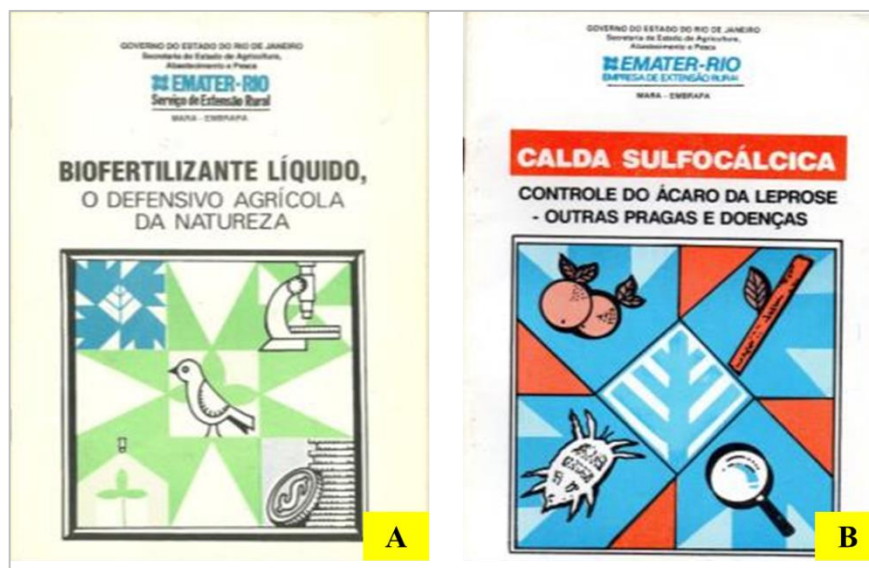 GOVERNO DO ESTADO DO RIO DE JANEIRO
Secretaria de Estado de Agricultura,
Abastecimento e Pesca
EMATER-RIO
Serviço de Extensão Rural
MARA - EMBRAPA
BIOFERTILIZANTE LÍQUIDO,
O DEFENSIVO AGRÍCOLA
DA NATUREZA
A
GOVERNO DO ESTADO DO RIO DE JANEIRO
Secretaria de Estado de Agricultura,
Abastecimento e Pesca
EMATER-RIO
EMPRESA DE EXTENSÃO RURAL
MARA - EMBRAPA
CALDA SULFOCÁLCICA
CONTROLE DO ÁCARO DA LEPROSE
- OUTRAS PRAGAS E DOENÇAS
B